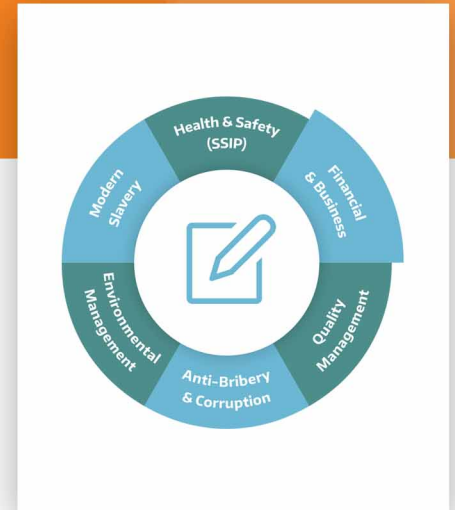 Health & Safety
(SSIP)
Financial
& Business
Quality
Management
Anti-Bribery
& Corruption
Environmental
Management
Modern
Slavery